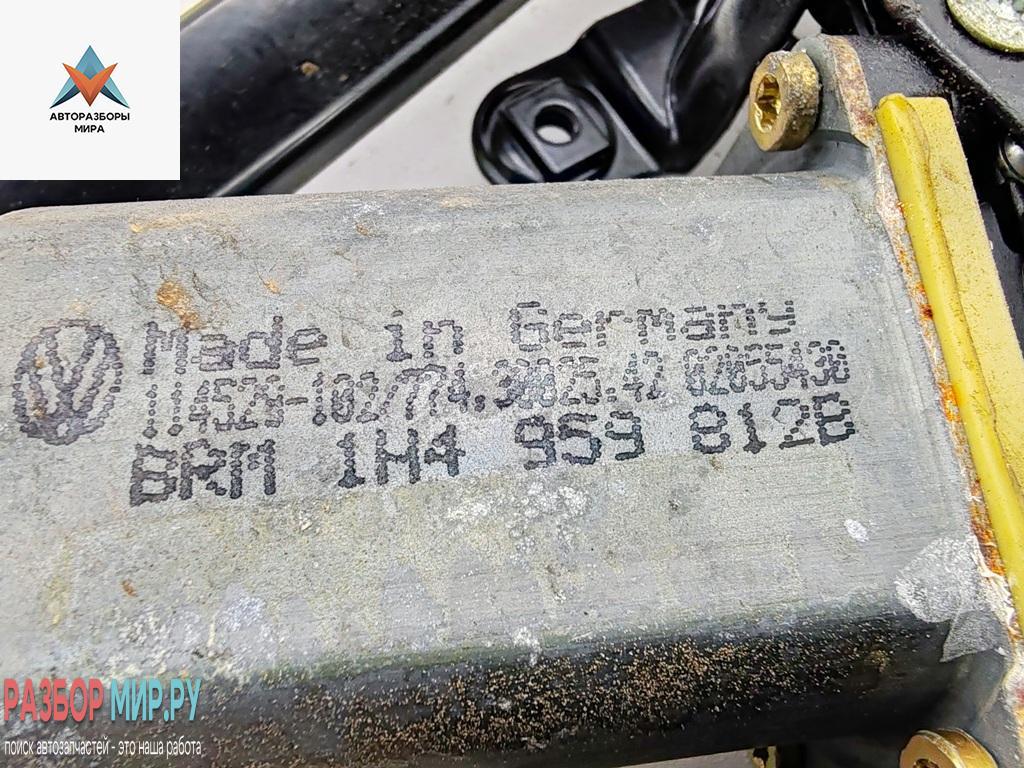 АВТОРАЗБОРЫ
МИРА
Made in Germany
BRM 1H4 959 812B
РАЗБОР МИР.РУ
поиск автозапчастей - это наша работа